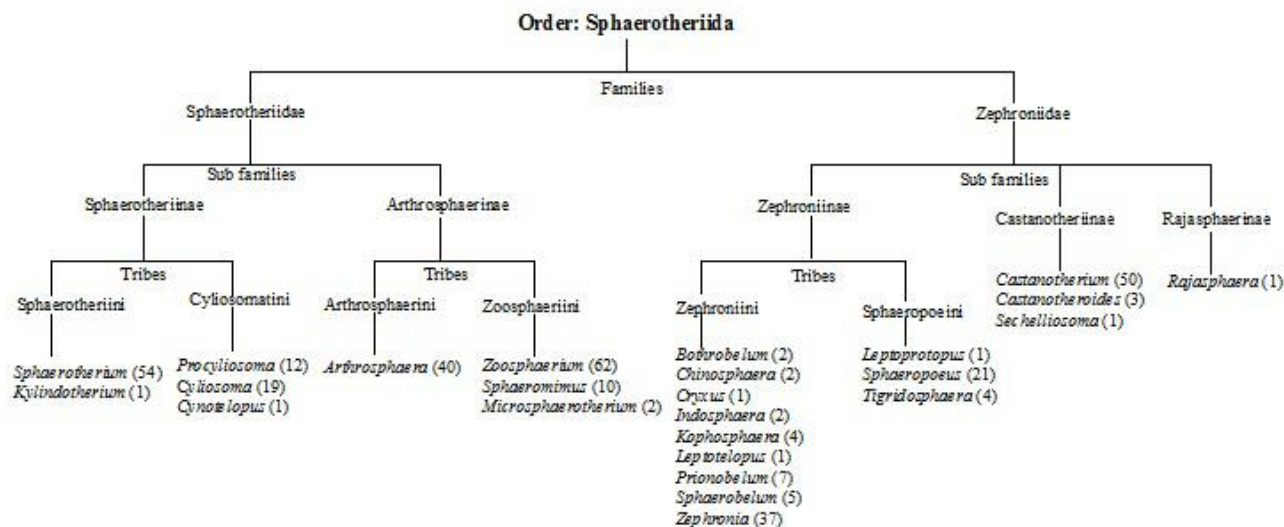 Order: Sphaerotheriida
Families
Sphaerotheriidae
Zephroniidae
Sub families
Sub families
Sphaerotheriinae
Arthrosphaerinae
Zephroniinae
Castanotheriinae
Rajasphaerinae
Tribes
Tribes
Tribes
Sphaerotheriini
Cyliosomatini
Arthrosphaerini
Zoosphaeriini
Zephroniini
Sphaeropoeini
Castanotherium (50)
Castanotheroides (3)
Sechelliosoma (1)
Rajasphaera (1)
Sphaerotherium (54)
Kylindotherium (1)
Procyliosoma (12)
Cyliosoma (19)
Cynotelopus (1)
Arthrosphaera (40)
Zoosphaerium (62)
Sphaeromimus (10)
Microsphaerotherium (2)
Bothrobelum (2)
Chinosphaera (2)
Cryxus (1)
Indosphaera (2)
Kophosphaera (4)
Leptotelopus (1)
Prionobelum (7)
Sphaerobelum (5)
Zephronia (37)
Leptoprotopus (1)
Sphaeropoeus (21)
Tigridosphaera (4)